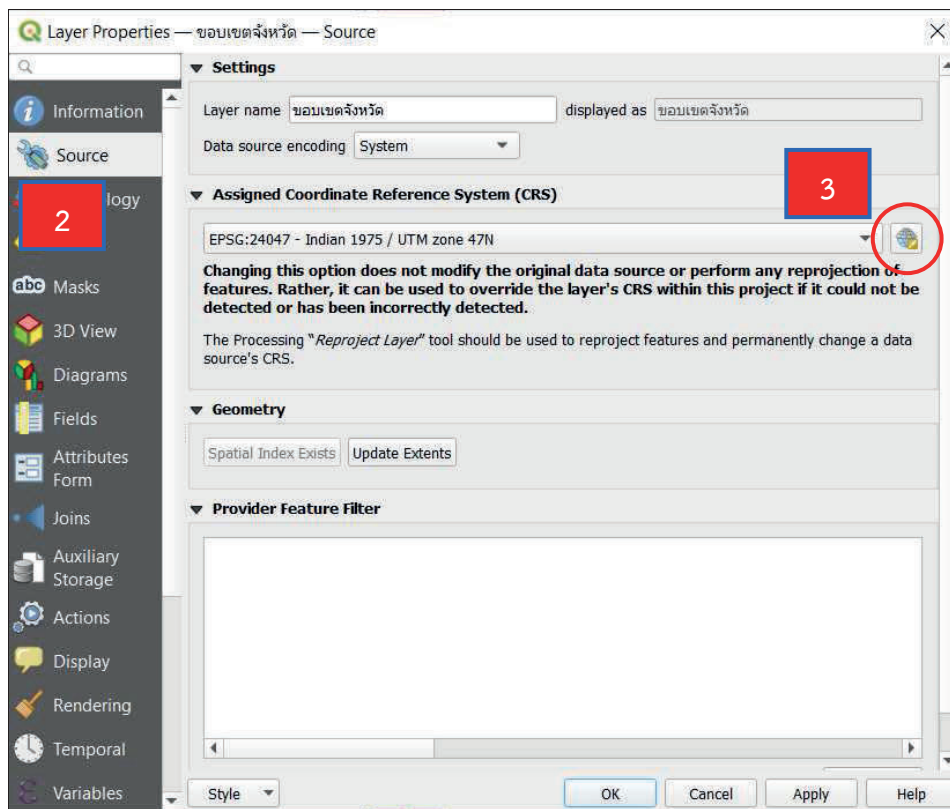 Layer Properties — ขอบเขตจังหวัด — Source
Information
Source
2
logy
abc Masks
3D View
Diagrams
Fields
Attributes
Form
Joins
Auxiliary
Storage
Actions
Display
Rendering
Temporal
Variables
Settings
Layer name ขอบเขตจังหวัด displayed as ขอบเขตจังหวัด
Data source encoding System
Assigned Coordinate Reference System (CRS)
3
EPSG:24047 - Indian 1975 / UTM zone 47N
Changing this option does not modify the original data source or perform any reprojection of
features. Rather, it can be used to override the layer's CRS within this project if it could not be
detected or has been incorrectly detected.
The Processing "Reproject Layer" tool should be used to reproject features and permanently change a data
source's CRS.
Geometry
Spatial Index Exists Update Extents
Provider Feature Filter
Style OK Cancel Apply Help